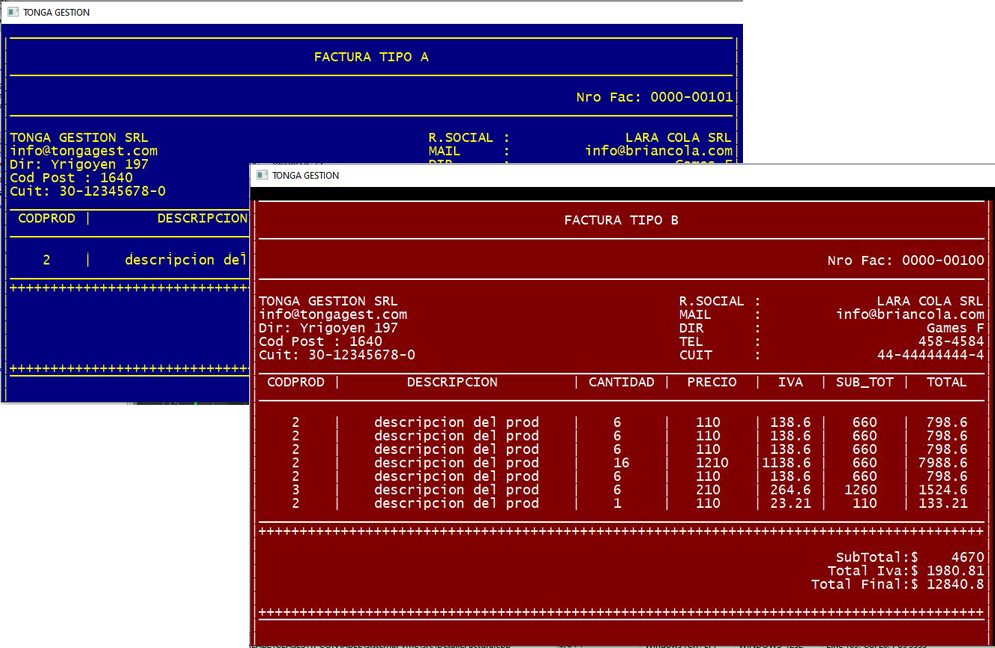 TONGA GESTION
FACTURA TIPO A
Nro Fac: 0000-00101
TONGA GESTION SRL R.SOCIAL : LARA COLA SRL
info@tongagest.com MAIL : info@briancola.com
Dir: Yrigoyen 197 DIR : Games F
Cod Post : 1640
Cuit: 30-12345678-0
CODPROD | DESCRIPCION
2 | descripcion del
++++++++++++++++++++++++++++++
++++++++++++++++++++++++++++++
TONGA GESTION
FACTURA TIPO B
Nro Fac: 0000-00100
TONGA GESTION SRL R.SOCIAL : LARA COLA SRL
info@tongagest.com MAIL : info@briancola.com
Dir: Yrigoyen 197 DIR : Games F
Cod Post : 1640 TEL : 458-4584
Cuit: 30-12345678-0 CUIT : 44-44444444-4
CODPROD | DESCRIPCION | CANTIDAD | PRECIO | IVA | SUB_TOT | TOTAL
2 | descripcion del prod | 6 | 110 | 138.6 | 660 | 798.6
2 | descripcion del prod | 6 | 110 | 138.6 | 660 | 798.6
2 | descripcion del prod | 6 | 110 | 138.6 | 660 | 798.6
2 | descripcion del prod | 16 | 1210 |1138.6 | 660 | 7988.6
2 | descripcion del prod | 6 | 110 | 138.6 | 660 | 798.6
3 | descripcion del prod | 6 | 210 | 264.6 | 1260 | 1524.6
2 | descripcion del prod | 1 | 110 | 23.21 | 110 | 133.21
++++++++++++++++++++++++++++++++++++++++++++++++++++++++++++++++++++++++++++++++++++++++
SubTotal:$ 4670
Total Iva:$ 1980.81
Total Final:$ 12840.8
++++++++++++++++++++++++++++++++++++++++++++++++++++++++++++++++++++++++++++++++++++++++